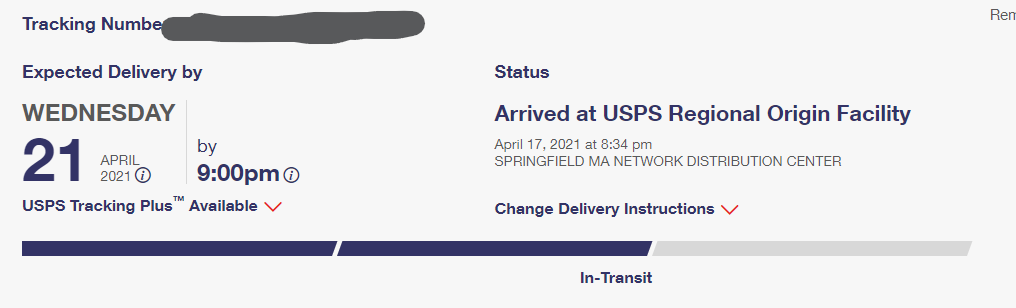 Tracking Numbe
Rem
Expected Delivery by
WEDNESDAY
21 APRIL 2021
by
9:00pm
USPS Tracking Plus™ Available
Status
Arrived at USPS Regional Origin Facility
April 17, 2021 at 8:34 pm
SPRINGFIELD MA NETWORK DISTRIBUTION CENTER
Change Delivery Instructions
In-Transit